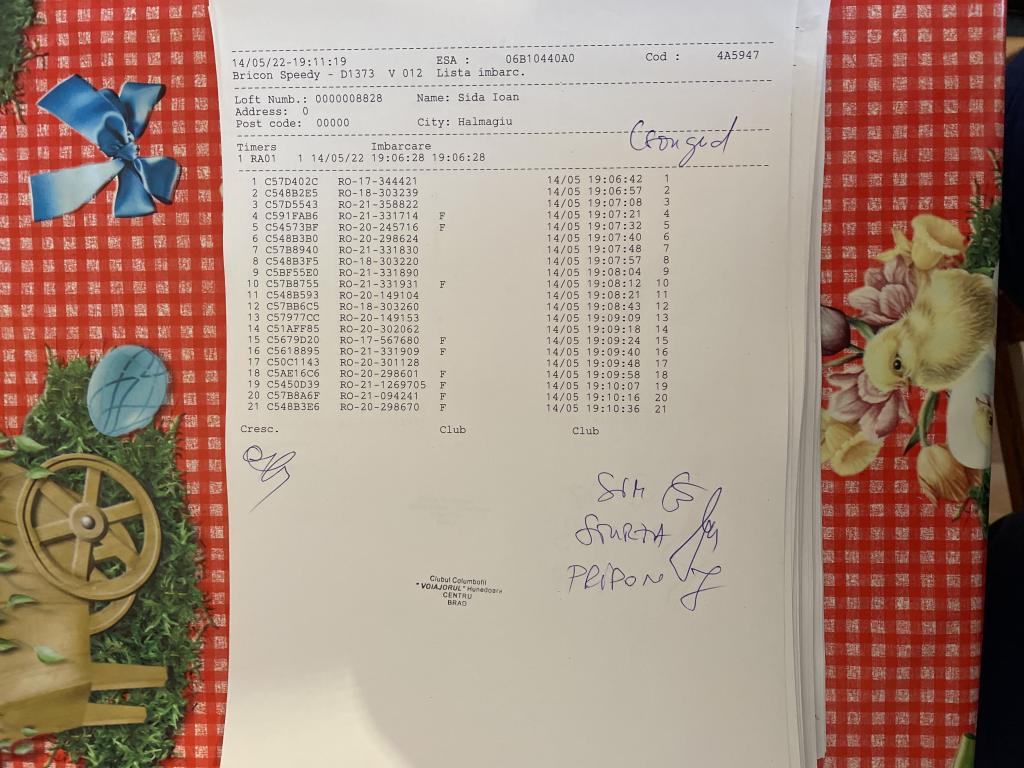 14/05/22-19:11:19 ESA : 06B10440A0 Cod : 4A5947
Bricon Speedy - D1373 V 012 Lista imbarc.
Loft Numb.: 0000008828 Name: Sida Ioan
Address: 0
Post code: 00000 City: Halmagiu
Csongrd
Timers Imbarcare
1 RA01 1 14/05/22 19:06:28 19:06:28
1 C57D402C RO-17-344421 14/05 19:06:42 1
2 C548B2E5 RO-18-303239 14/05 19:06:57 2
3 C57D5543 RO-21-358822 14/05 19:07:08 3
4 C591FAB6 RO-21-331714 F 14/05 19:07:21 4
5 C54573BF RO-20-245716 F 14/05 19:07:32 5
6 C548B3B0 RO-20-298624 14/05 19:07:40 6
7 C57B8940 RO-21-331830 14/05 19:07:48 7
8 C548B3F5 RO-18-303220 14/05 19:07:57 8
9 C5BF55E0 RO-21-331890 14/05 19:08:04 9
10 C57B8755 RO-21-331931 F 14/05 19:08:12 10
11 C548B593 RO-20-149104 14/05 19:08:21 11
12 C57BB6C5 RO-18-303260 14/05 19:08:43 12
13 C57977CC RO-20-149153 14/05 19:09:09 13
14 C51AFF85 RO-20-302062 14/05 19:09:18 14
15 C5679D20 RO-17-567680 F 14/05 19:09:24 15
16 C5618895 RO-21-331909 F 14/05 19:09:40 16
17 C50C1143 RO-20-301128 14/05 19:09:48 17
18 C5AE16C6 RO-20-298601 F 14/05 19:09:58 18
19 C5450D39 RO-21-1269705 F 14/05 19:10:07 19
20 C57B8A6F RO-21-094241 F 14/05 19:10:16 20
21 C548B3E6 RO-20-298670 F 14/05 19:10:36 21
Cresc. Club Club
PRIPON
Clubul Columbofil
"VOIAJORUL" Hunedoara
CENTRU
BRAD